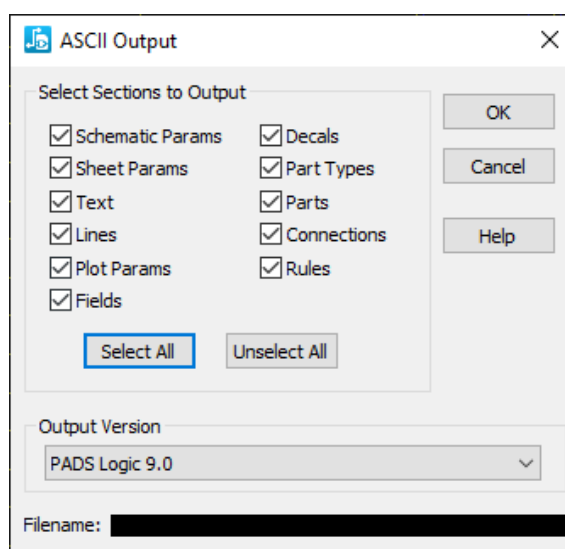 ASCII Output
Select Sections to Output
Schematic Params
Decals
OK
Sheet Params
Part Types
Cancel
Text
Parts
Lines
Connections
Help
Plot Params
Rules
Fields
Select All
Unselect All
Output Version
PADS Logic 9.0
Filename: